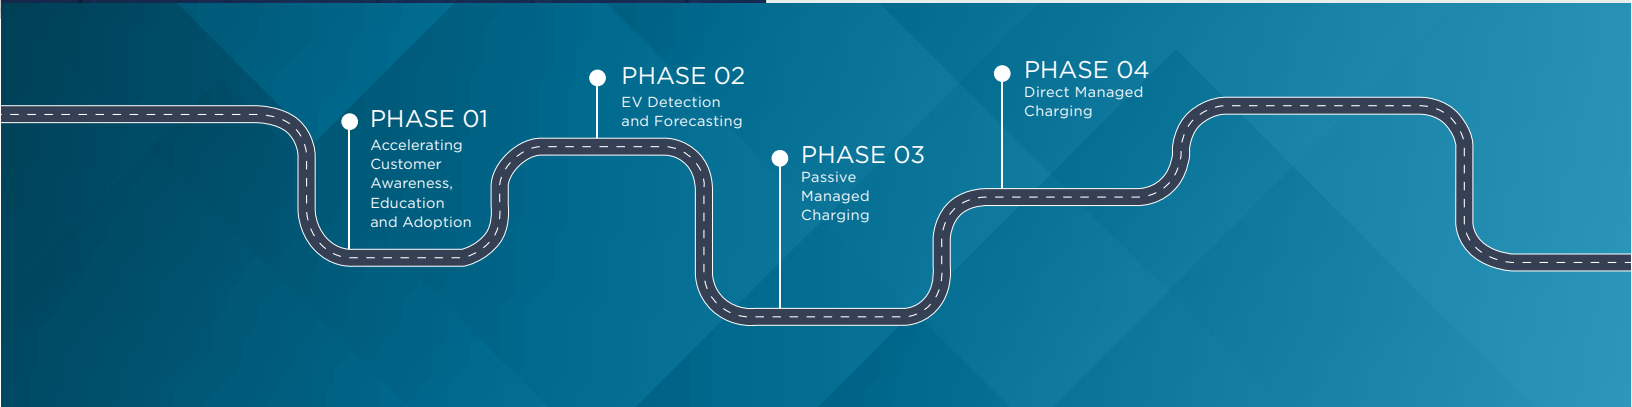 PHASE 01
Accelerating
Customer
Awareness,
Education
and Adoption
PHASE 02
EV Detection
and Forecasting
PHASE 03
Passive
Managed
Charging
PHASE 04
Direct Managed
Charging